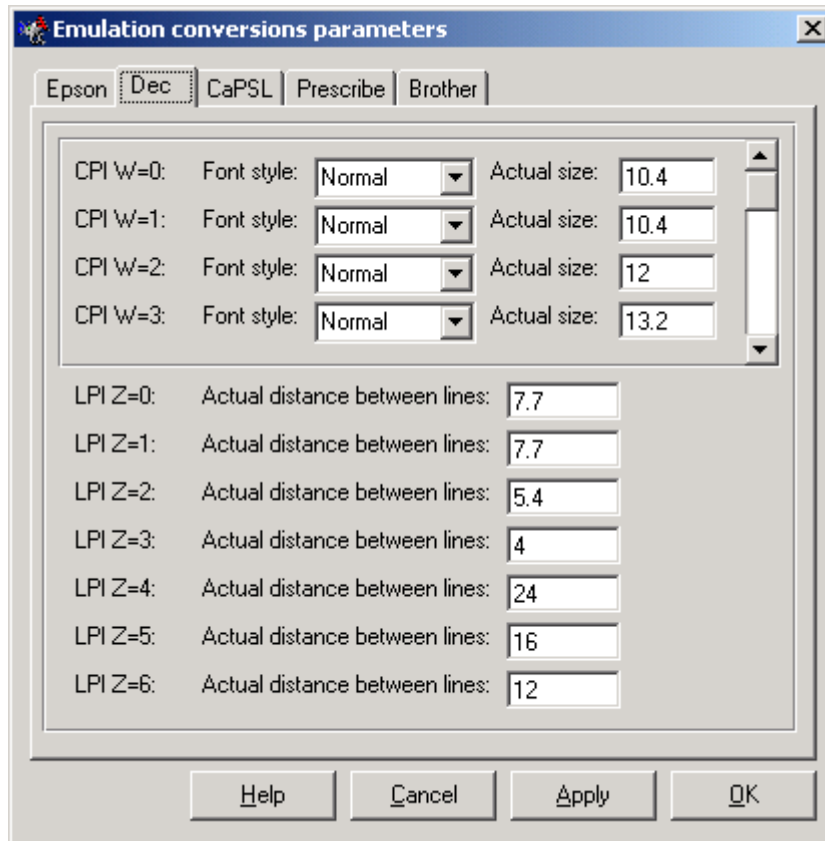 Emulation conversions parameters
Epson Dec CaPSL Prescribe Brother
CPI W=0: Font style: Normal Actual size: 10.4
CPI W=1: Font style: Normal Actual size: 10.4
CPI W=2: Font style: Normal Actual size: 12
CPI W=3: Font style: Normal Actual size: 13.2
LPI Z=0: Actual distance between lines: 7.7
LPI Z=1: Actual distance between lines: 7.7
LPI Z=2: Actual distance between lines: 5.4
LPI Z=3: Actual distance between lines: 4
LPI Z=4: Actual distance between lines: 24
LPI Z=5: Actual distance between lines: 16
LPI Z=6: Actual distance between lines: 12
Help Cancel Apply OK